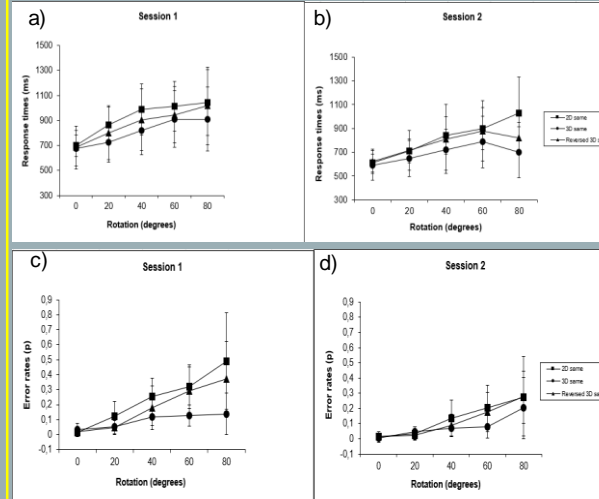 a)
Session 1
Response times (ms)
1500
1300
1100
900
700
500
300
0 20 40 60 80
Rotation (degrees)
b)
Session 2
Response times (ms)
1500
1300
1100
900
700
500
300
0 20 40 60 80
Rotation (degrees)
2D same
3D same
Reversed 3D
c)
Session 1
Error rates (p)
0,9
0,8
0,7
0,6
0,5
0,4
0,3
0,2
0,1
0
-0,1
0 20 40 60 80
Rotation (degrees)
d)
Session 2
Error rates (p)
0,9
0,8
0,7
0,6
0,5
0,4
0,3
0,2
0,1
0
-0,1
0 20 40 60 80
Rotation (degrees)
2D same
3D same
Reversed 3D